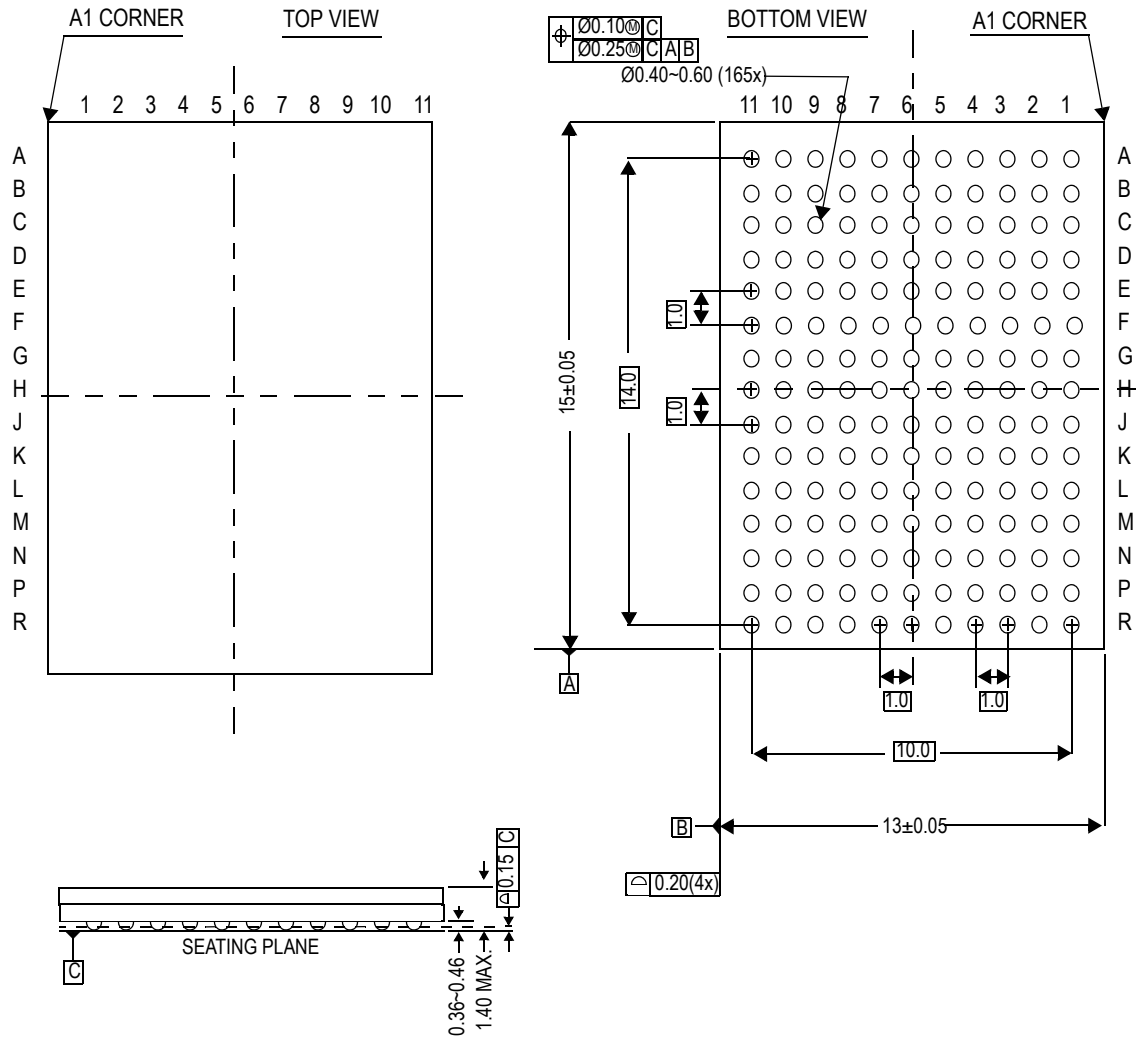 A1 CORNER
TOP VIEW
1 2 3 4 5 6 7 8 9 10 11
A
B
C
D
E
F
G
H
J
K
L
M
N
P
R
Ø0.10Ⓜ C
Ø0.25Ⓜ C A B
Ø0.40~0.60 (165x)
BOTTOM VIEW
A1 CORNER
11 10 9 8 7 6 5 4 3 2 1
A
B
C
D
E
F
G
H
J
K
L
M
N
P
R
1.0
1.0
14.0
15±0.05
A
1.0
1.0
10.0
B
13±0.05
0.20(4x)
0.15 C
SEATING PLANE
C
0.36~0.46
1.40 MAX.